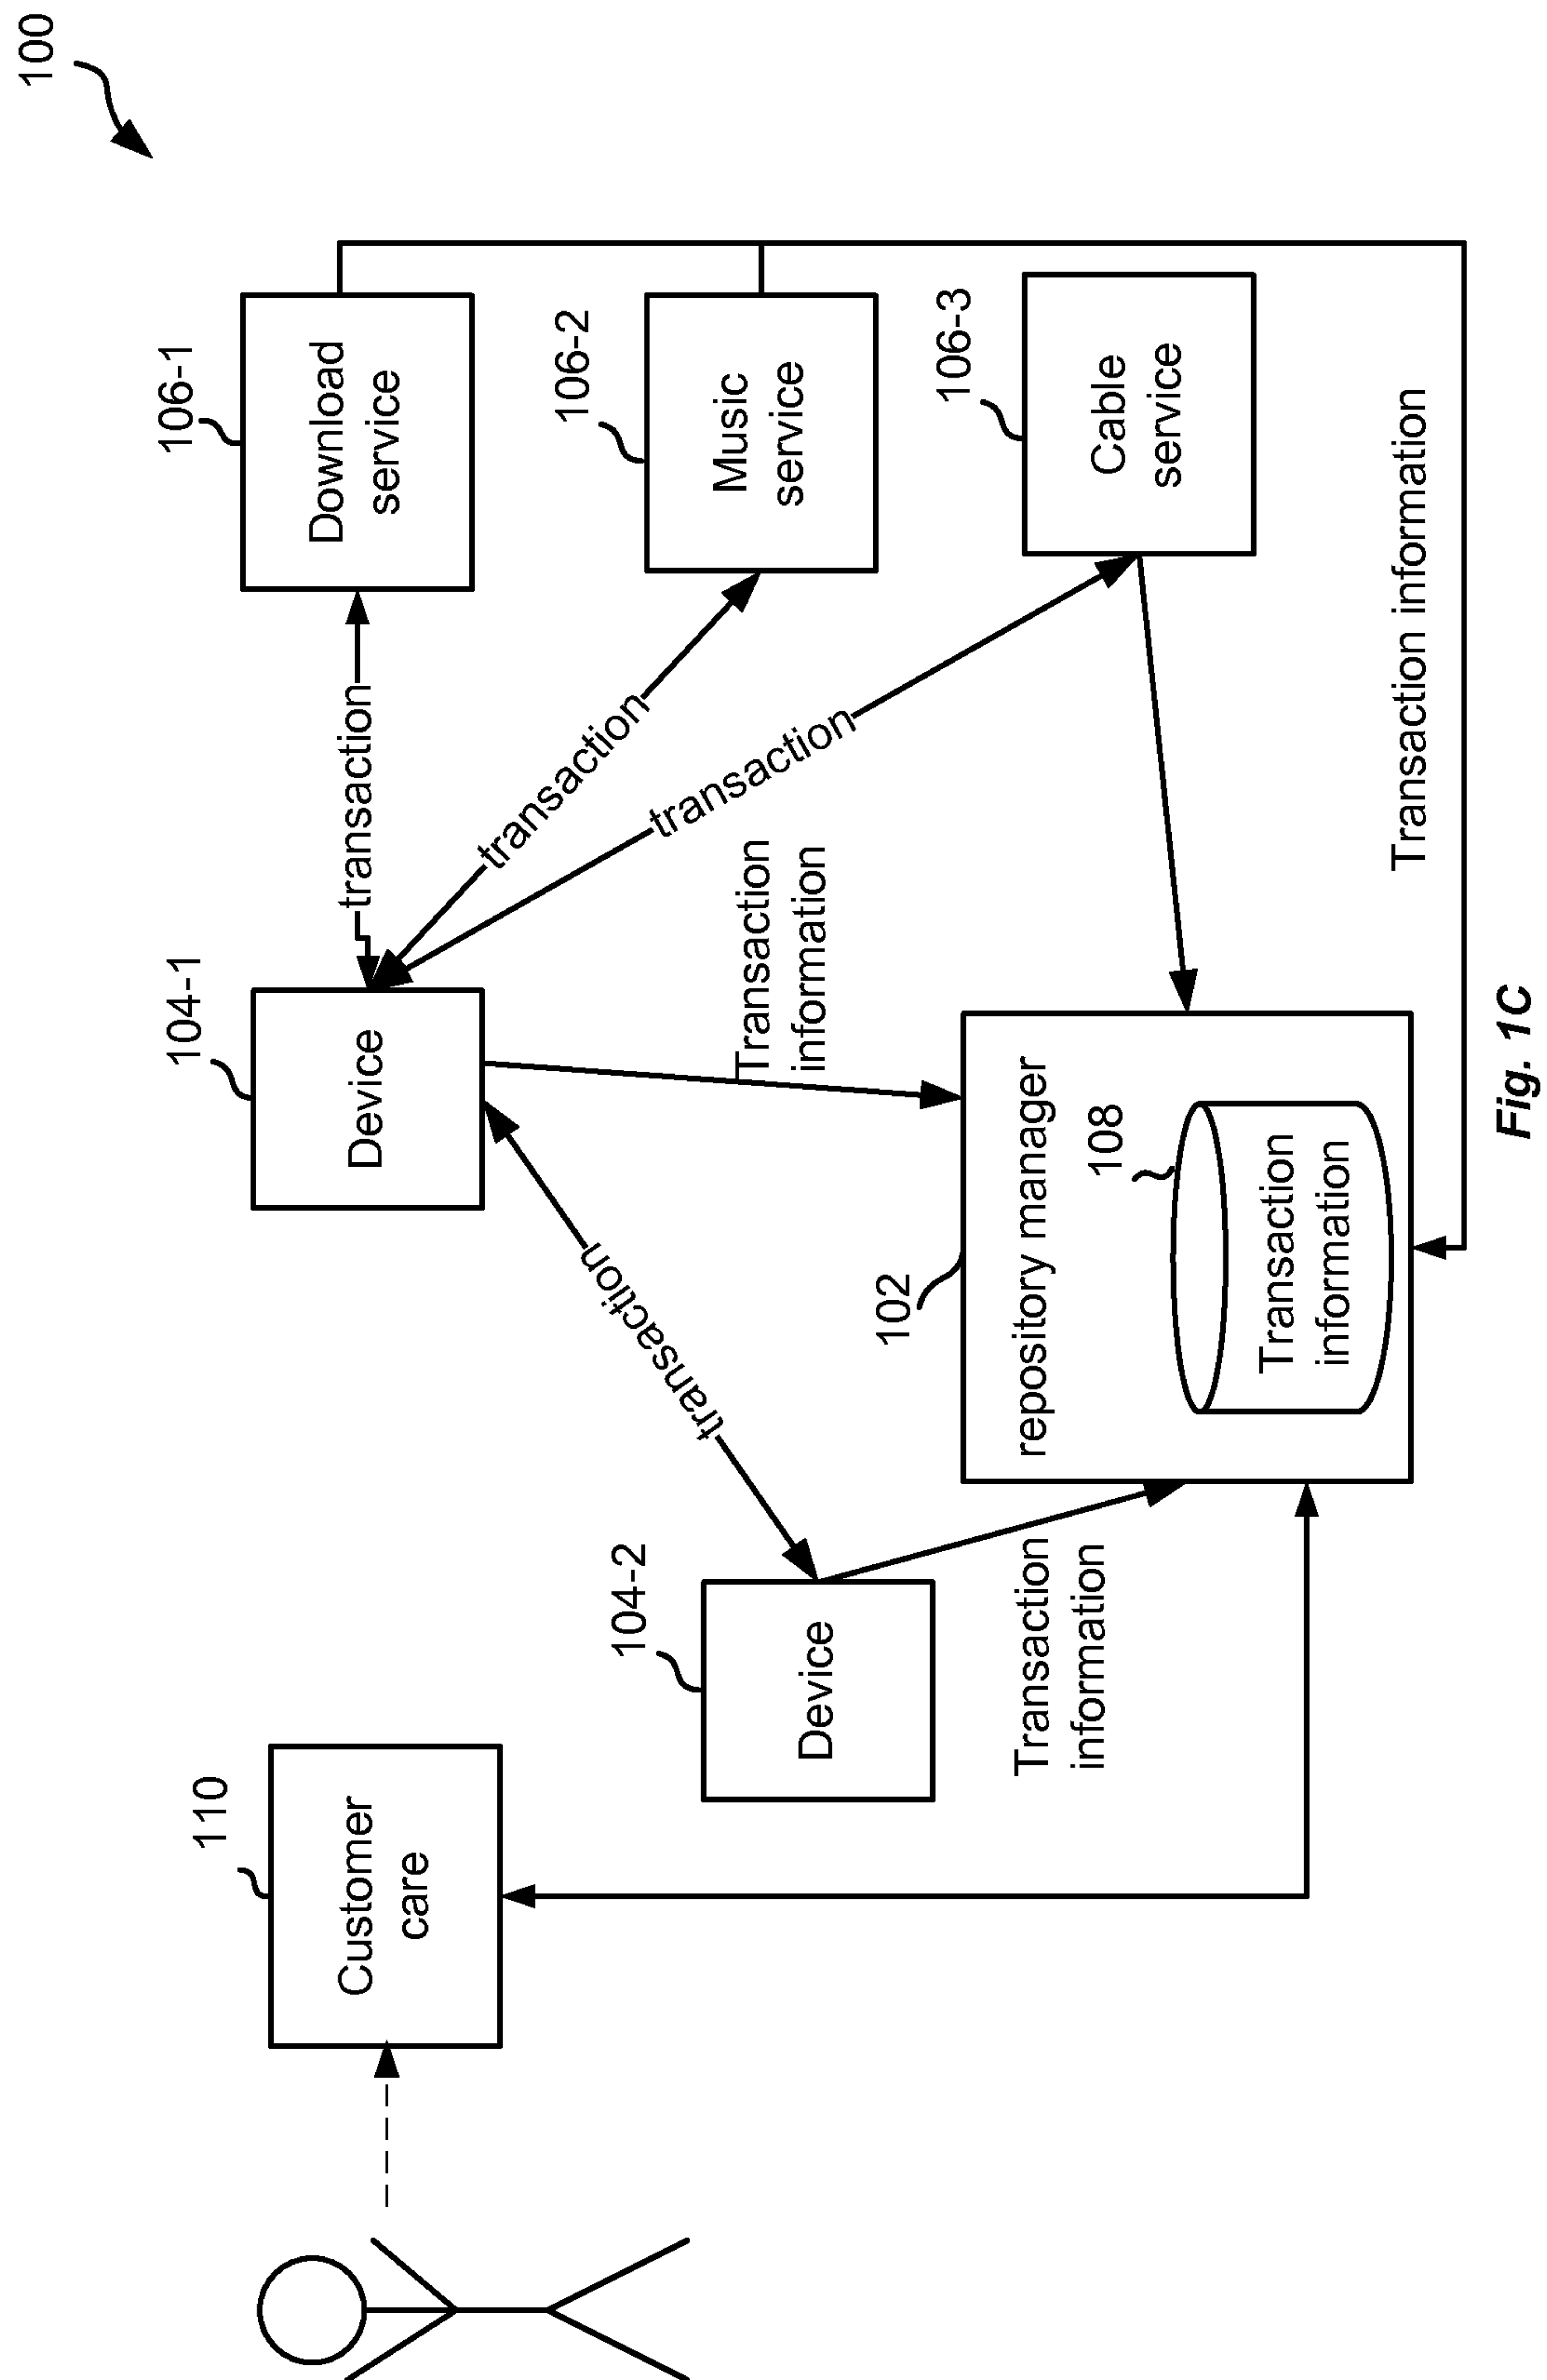 100
106-1
Download
service
106-2
Music
service
106-3
Cable
service
transaction
transaction
transaction
104-1
Device
Transaction
information
Transaction information
transaction
102
repository manager
108
Transaction
information
104-2
Device
Transaction
information
110
Customer
care
Fig. 1C